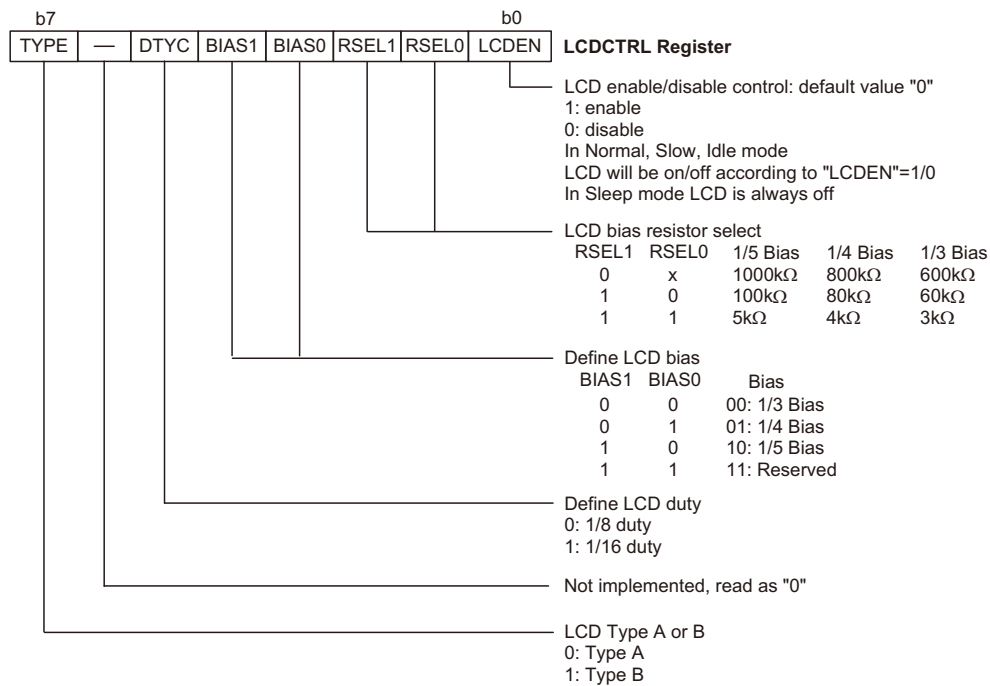 b7 b0
TYPE — DTYC BIAS1 BIAS0 RSEL1 RSEL0 LCDEN LCDCTRL Register
LCD enable/disable control: default value "0"
1: enable
0: disable
In Normal, Slow, Idle mode
LCD will be on/off according to "LCDEN"=1/0
In Sleep mode LCD is always off
LCD bias resistor select
RSEL1 RSEL0 1/5 Bias 1/4 Bias 1/3 Bias
0 x 1000kΩ 800kΩ 600kΩ
1 0 100kΩ 80kΩ 60kΩ
1 1 5kΩ 4kΩ 3kΩ
Define LCD bias
BIAS1 BIAS0 Bias
0 0 00: 1/3 Bias
0 1 01: 1/4 Bias
1 0 10: 1/5 Bias
1 1 11: Reserved
Define LCD duty
0: 1/8 duty
1: 1/16 duty
Not implemented, read as "0"
LCD Type A or B
0: Type A
1: Type B